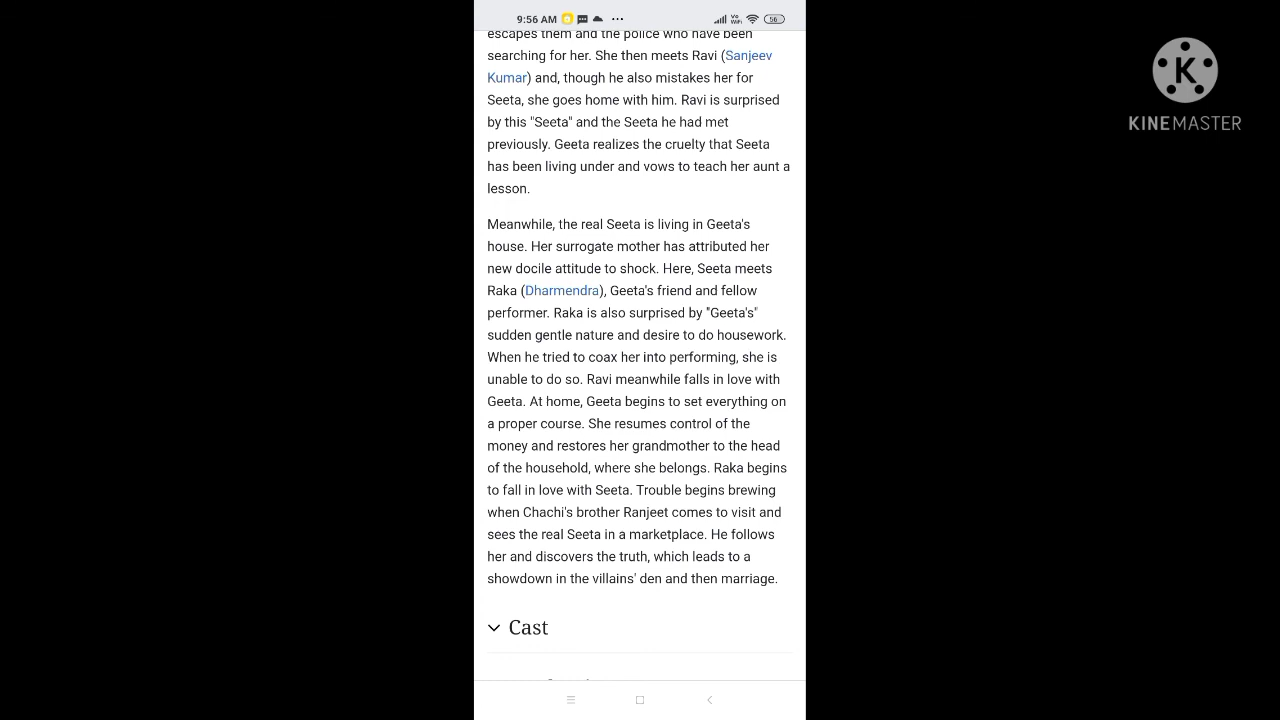 9:56 AM
Vo
WiFi
56
escapes them and the police who have been
searching for her. She then meets Ravi (Sanjeev
Kumar) and, though he also mistakes her for
Seeta, she goes home with him. Ravi is surprised
by this "Seeta" and the Seeta he had met
previously. Geeta realizes the cruelty that Seeta
has been living under and vows to teach her aunt a
lesson.
Meanwhile, the real Seeta is living in Geeta's
house. Her surrogate mother has attributed her
new docile attitude to shock. Here, Seeta meets
Raka (Dharmendra), Geeta's friend and fellow
performer. Raka is also surprised by "Geeta's"
sudden gentle nature and desire to do housework.
When he tried to coax her into performing, she is
unable to do so. Ravi meanwhile falls in love with
Geeta. At home, Geeta begins to set everything on
a proper course. She resumes control of the
money and restores her grandmother to the head
of the household, where she belongs. Raka begins
to fall in love with Seeta. Trouble begins brewing
when Chachi's brother Ranjeet comes to visit and
sees the real Seeta in a marketplace. He follows
her and discovers the truth, which leads to a
showdown in the villains' den and then marriage.
Cast
K
KINEMASTER